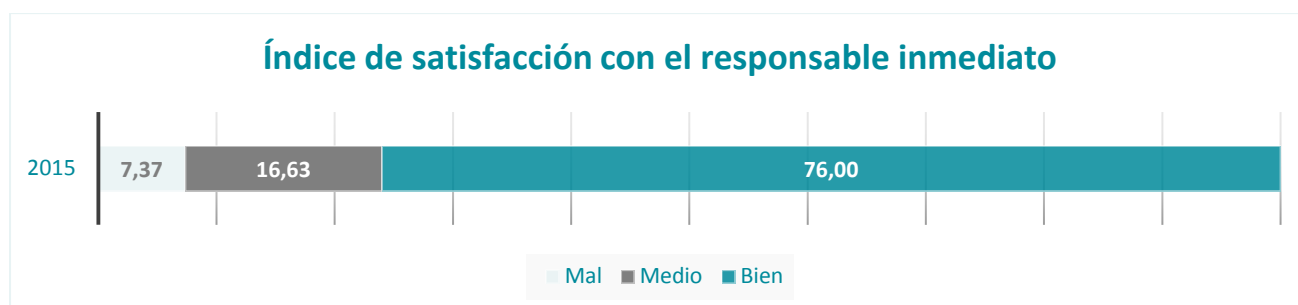 Índice de satisfacción con el responsable inmediato
2015 7,37 16,63 76,00
Mal Medio Bien